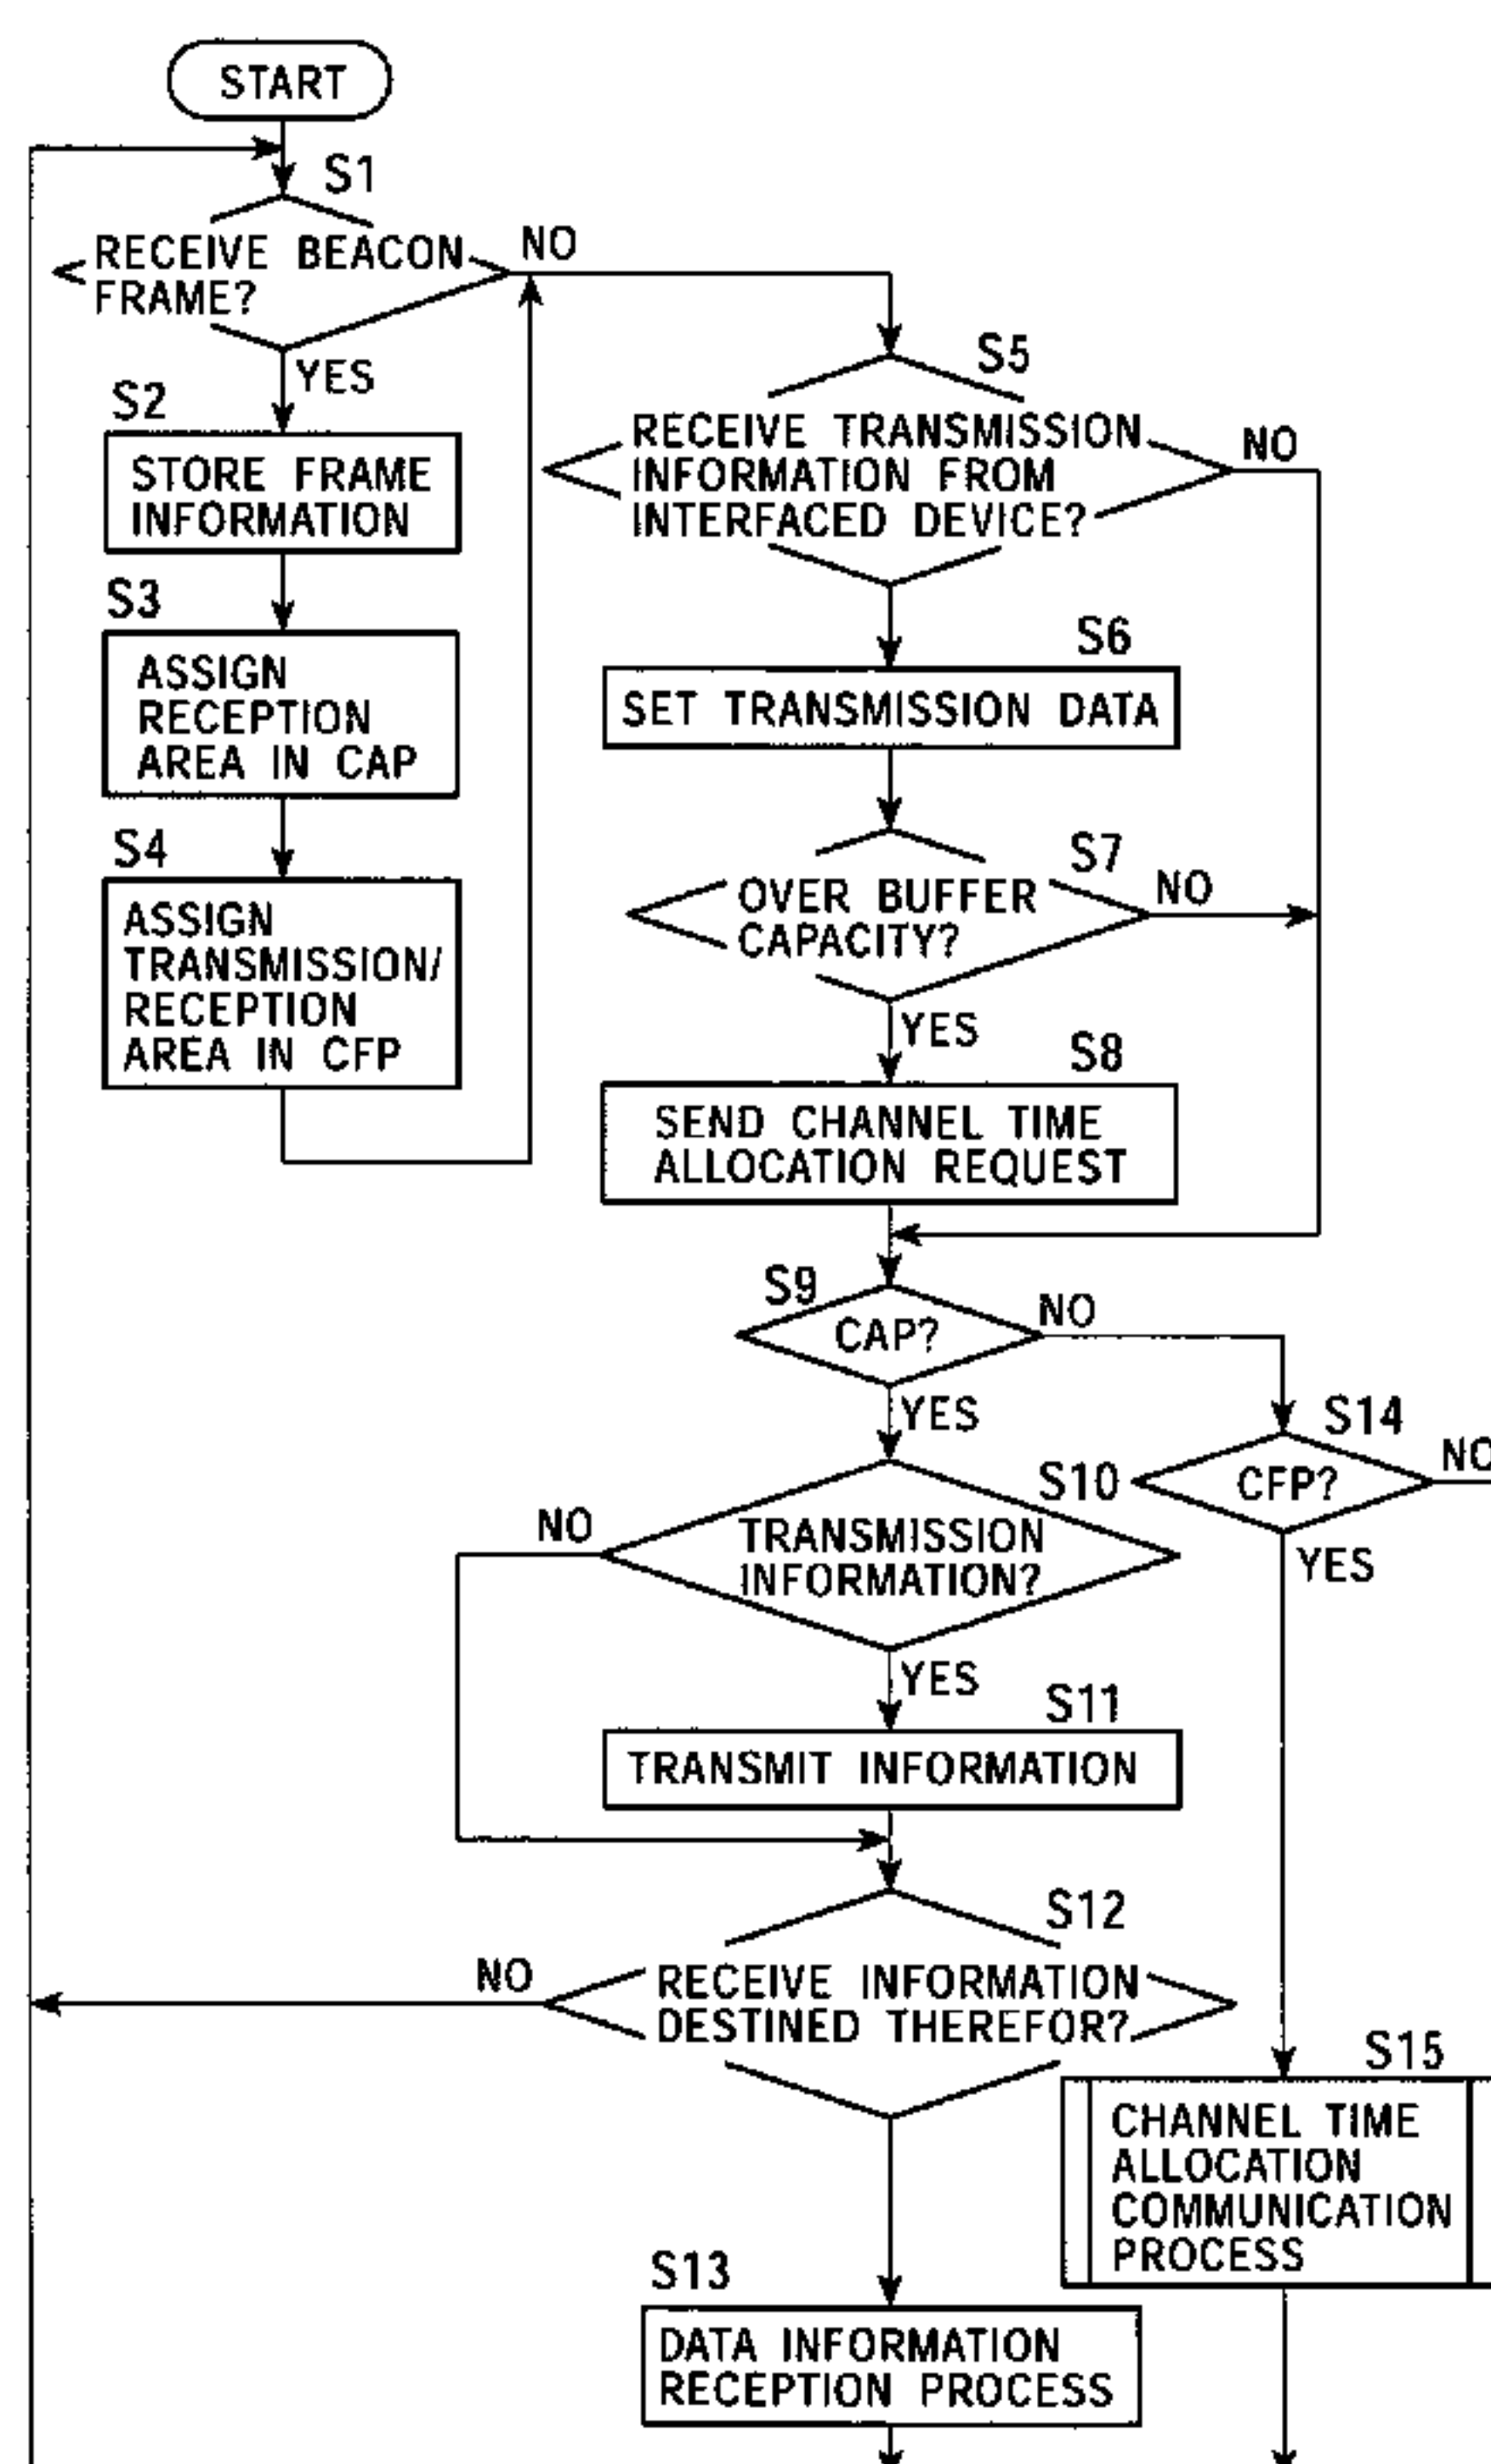 START
S1
RECEIVE BEACON
FRAME?
NO
YES
S2
STORE FRAME
INFORMATION
S3
ASSIGN
RECEPTION
AREA IN CAP
S4
ASSIGN
TRANSMISSION/
RECEPTION
AREA IN CFP
S5
RECEIVE TRANSMISSION
INFORMATION FROM
INTERFACED DEVICE?
NO
S6
SET TRANSMISSION DATA
S7
OVER BUFFER
CAPACITY?
NO
YES
S8
SEND CHANNEL TIME
ALLOCATION REQUEST
S9
CAP?
NO
YES
S10
TRANSMISSION
INFORMATION?
NO
YES
S11
TRANSMIT INFORMATION
S12
RECEIVE INFORMATION
DESTINED THEREFOR?
NO
S13
DATA INFORMATION
RECEPTION PROCESS
S14
CFP?
NO
YES
S15
CHANNEL TIME
ALLOCATION
COMMUNICATION
PROCESS